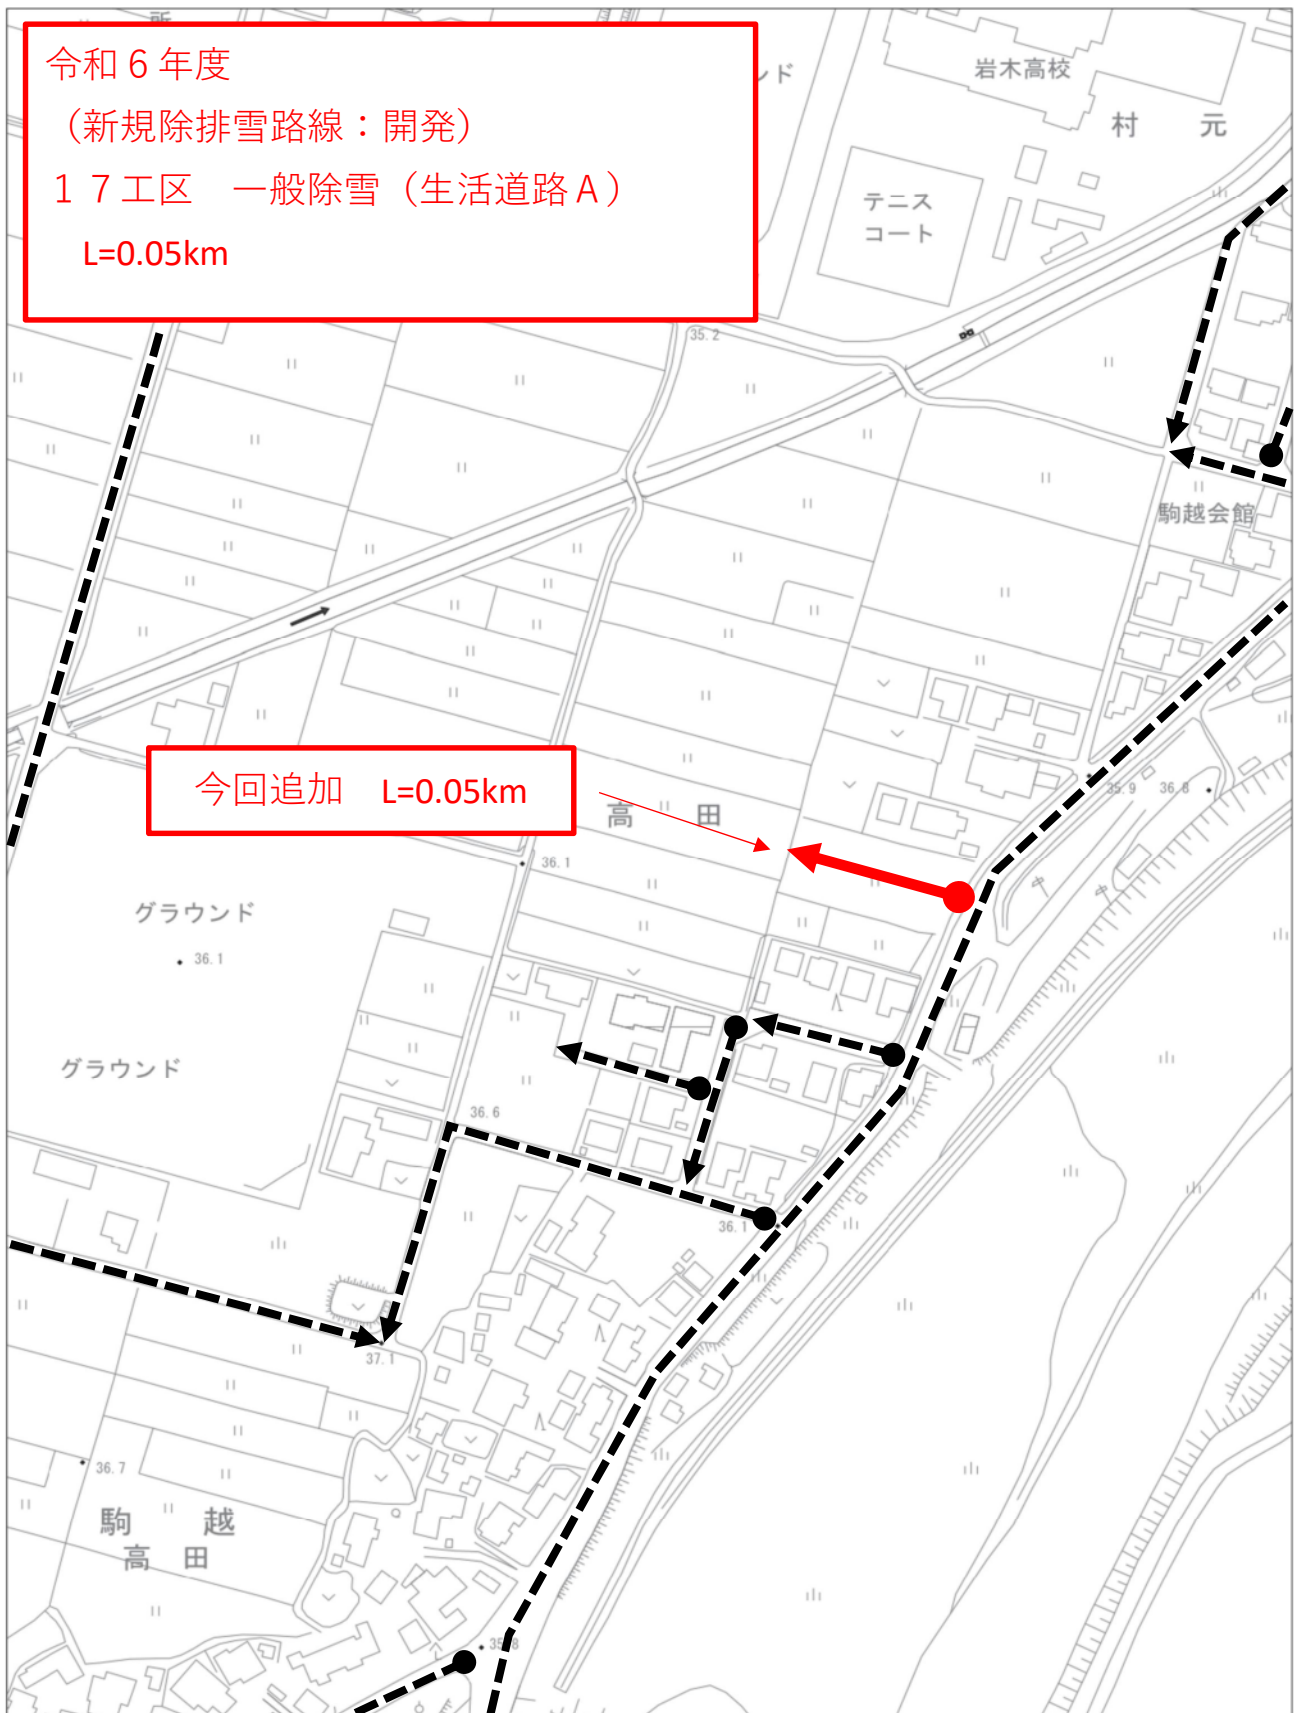 令和６年度
（新規除排雪路線：開発）
１７工区　一般除雪（生活道路Ａ）
L=0.05km
岩木高校
村　元
テニス
コート
35.2
駒越会館
今回追加　L=0.05km
高　田
35.9
36.8
36.1
グラウンド
36.1
グラウンド
36.6
36.1
37.1
36.7
駒　越
高　田